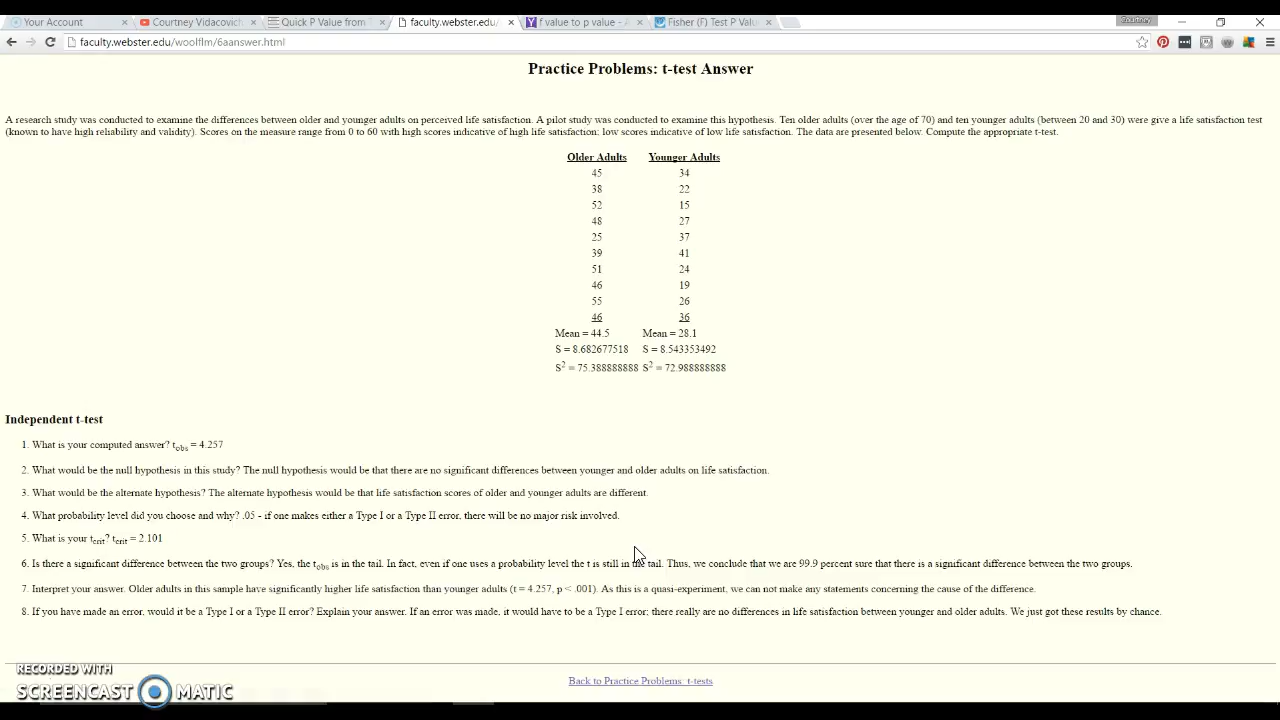 Your Account
Courtney Vidacovich
Quick P Value from
faculty.webster.edu/
f value to p value - A
Fisher (F) Test P Valu
Courtney
faculty.webster.edu/woolflm/6aanswer.html
Practice Problems: t-test Answer
A research study was conducted to examine the differences between older and younger adults on perceived life satisfaction. A pilot study was conducted to examine this hypothesis. Ten older adults (over the age of 70) and ten younger adults (between 20 and 30) were give a life satisfaction test
(known to have high reliability and validity). Scores on the measure range from 0 to 60 with high scores indicative of high life satisfaction; low scores indicative of low life satisfaction. The data are presented below. Compute the appropriate t-test.
Older Adults Younger Adults
45 34
38 22
52 15
48 27
25 37
39 41
51 24
46 19
55 26
46 36
Mean = 44.5 Mean = 28.1
S = 8.682677518 S = 8.543353492
S² = 75.388888888 S² = 72.988888888
Independent t-test
1. What is your computed answer? tobs = 4.257
2. What would be the null hypothesis in this study? The null hypothesis would be that there are no significant differences between younger and older adults on life satisfaction.
3. What would be the alternate hypothesis? The alternate hypothesis would be that life satisfaction scores of older and younger adults are different.
4. What probability level did you choose and why? .05 - if one makes either a Type I or a Type II error, there will be no major risk involved.
5. What is your tcrit? tcrit = 2.101
6. Is there a significant difference between the two groups? Yes, the tobs is in the tail. In fact, even if one uses a probability level the t is still in the tail. Thus, we conclude that we are 99.9 percent sure that there is a significant difference between the two groups.
7. Interpret your answer. Older adults in this sample have significantly higher life satisfaction than younger adults (t = 4.257, p < .001). As this is a quasi-experiment, we can not make any statements concerning the cause of the difference.
8. If you have made an error, would it be a Type I or a Type II error? Explain your answer. If an error was made, it would have to be a Type I error; there really are no differences in life satisfaction between younger and older adults. We just got these results by chance.
RECORDED WITH
SCREENCAST MATIC
Back to Practice Problems: t-tests